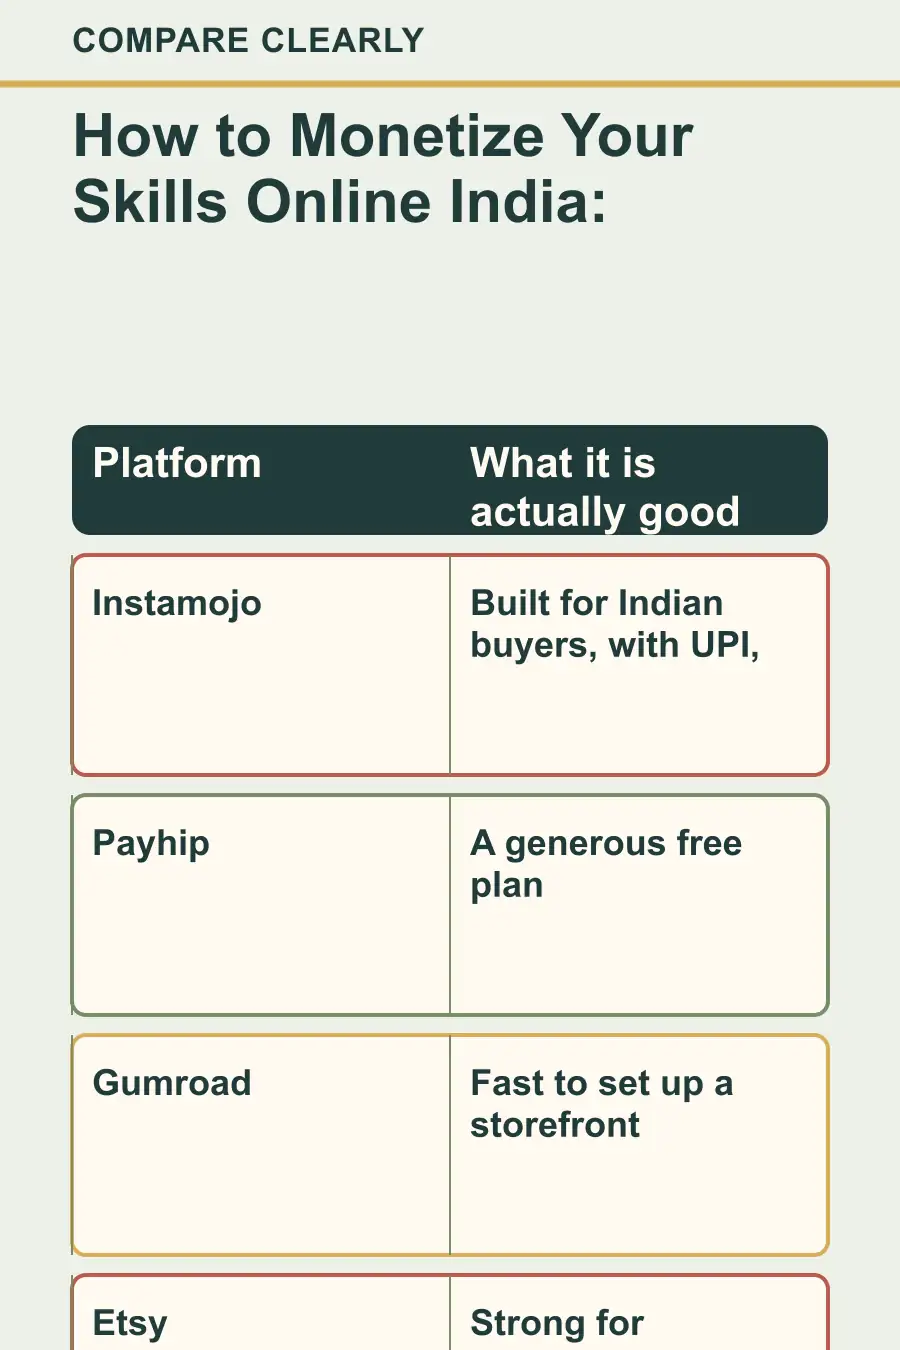 COMPARE CLEARLY
How to Monetize Your
Skills Online India:
Platform
What it is
actually good
Instamojo
Built for Indian
buyers, with UPI,
Payhip
A generous free
plan
Gumroad
Fast to set up a
storefront
Etsy
Strong for